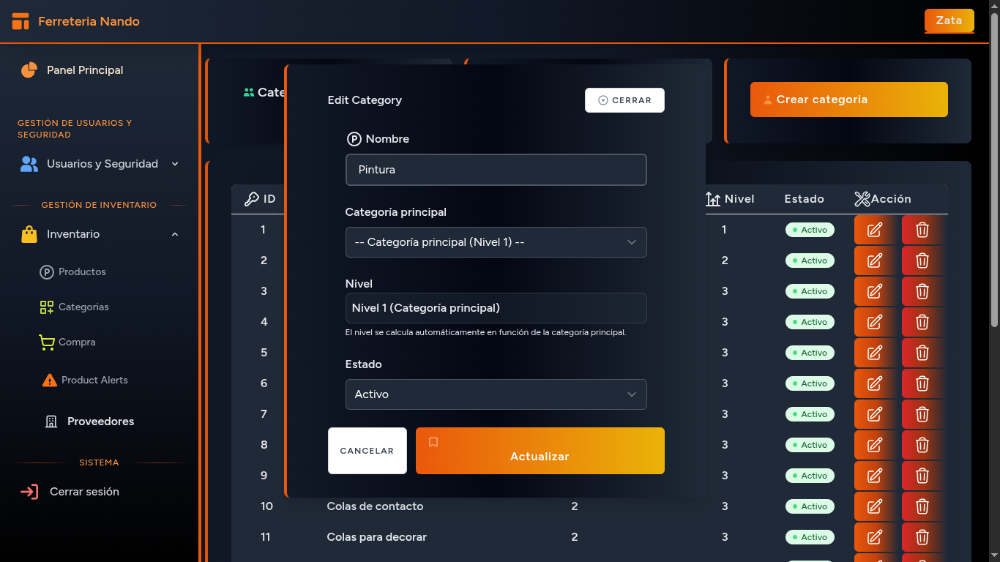 Ferreteria Nando
Zata
Panel Principal
GESTIÓN DE USUARIOS Y
SEGURIDAD
Usuarios y Seguridad
GESTIÓN DE INVENTARIO
Inventario
Productos
Categorias
Compra
Product Alerts
Proveedores
SISTEMA
Cerrar sesión
Cate
Crear categoria
Edit Category
CERRAR
Nombre
Pintura
Categoría principal
-- Categoría principal (Nivel 1) --
Nivel
Nivel 1 (Categoría principal)
El nivel se calcula automáticamente en función de la categoría principal.
Estado
Activo
CANCELAR
Actualizar
ID Nivel Estado Acción
1 1 Activo
2 2 Activo
3 3 Activo
4 3 Activo
5 3 Activo
6 3 Activo
7 3 Activo
8 3 Activo
9 3 Activo
10 Colas de contacto 2 3 Activo
11 Colas para decorar 2 3 Activo